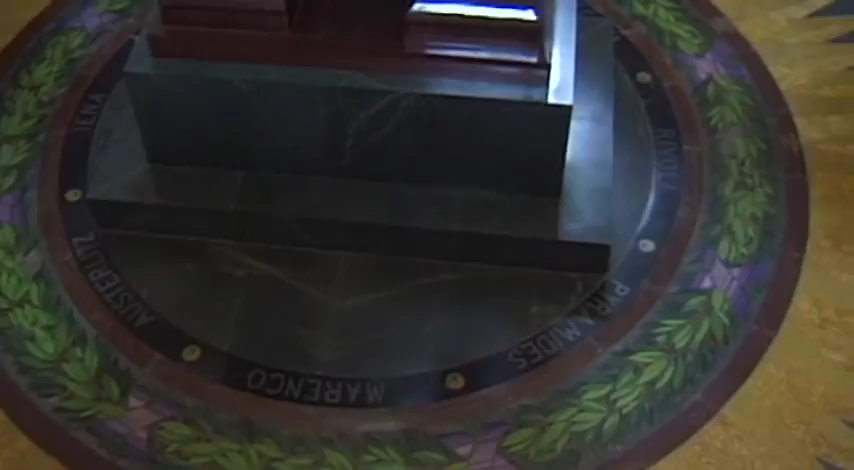 RIVOLI
PYRAMIDES
MARENGO
AUSTERLITZ
IENA